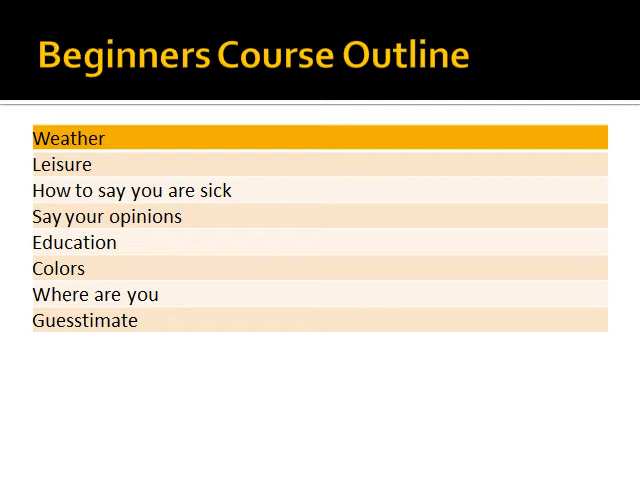 Beginners Course Outline
Weather
Leisure
How to say you are sick
Say your opinions
Education
Colors
Where are you
Guesstimate